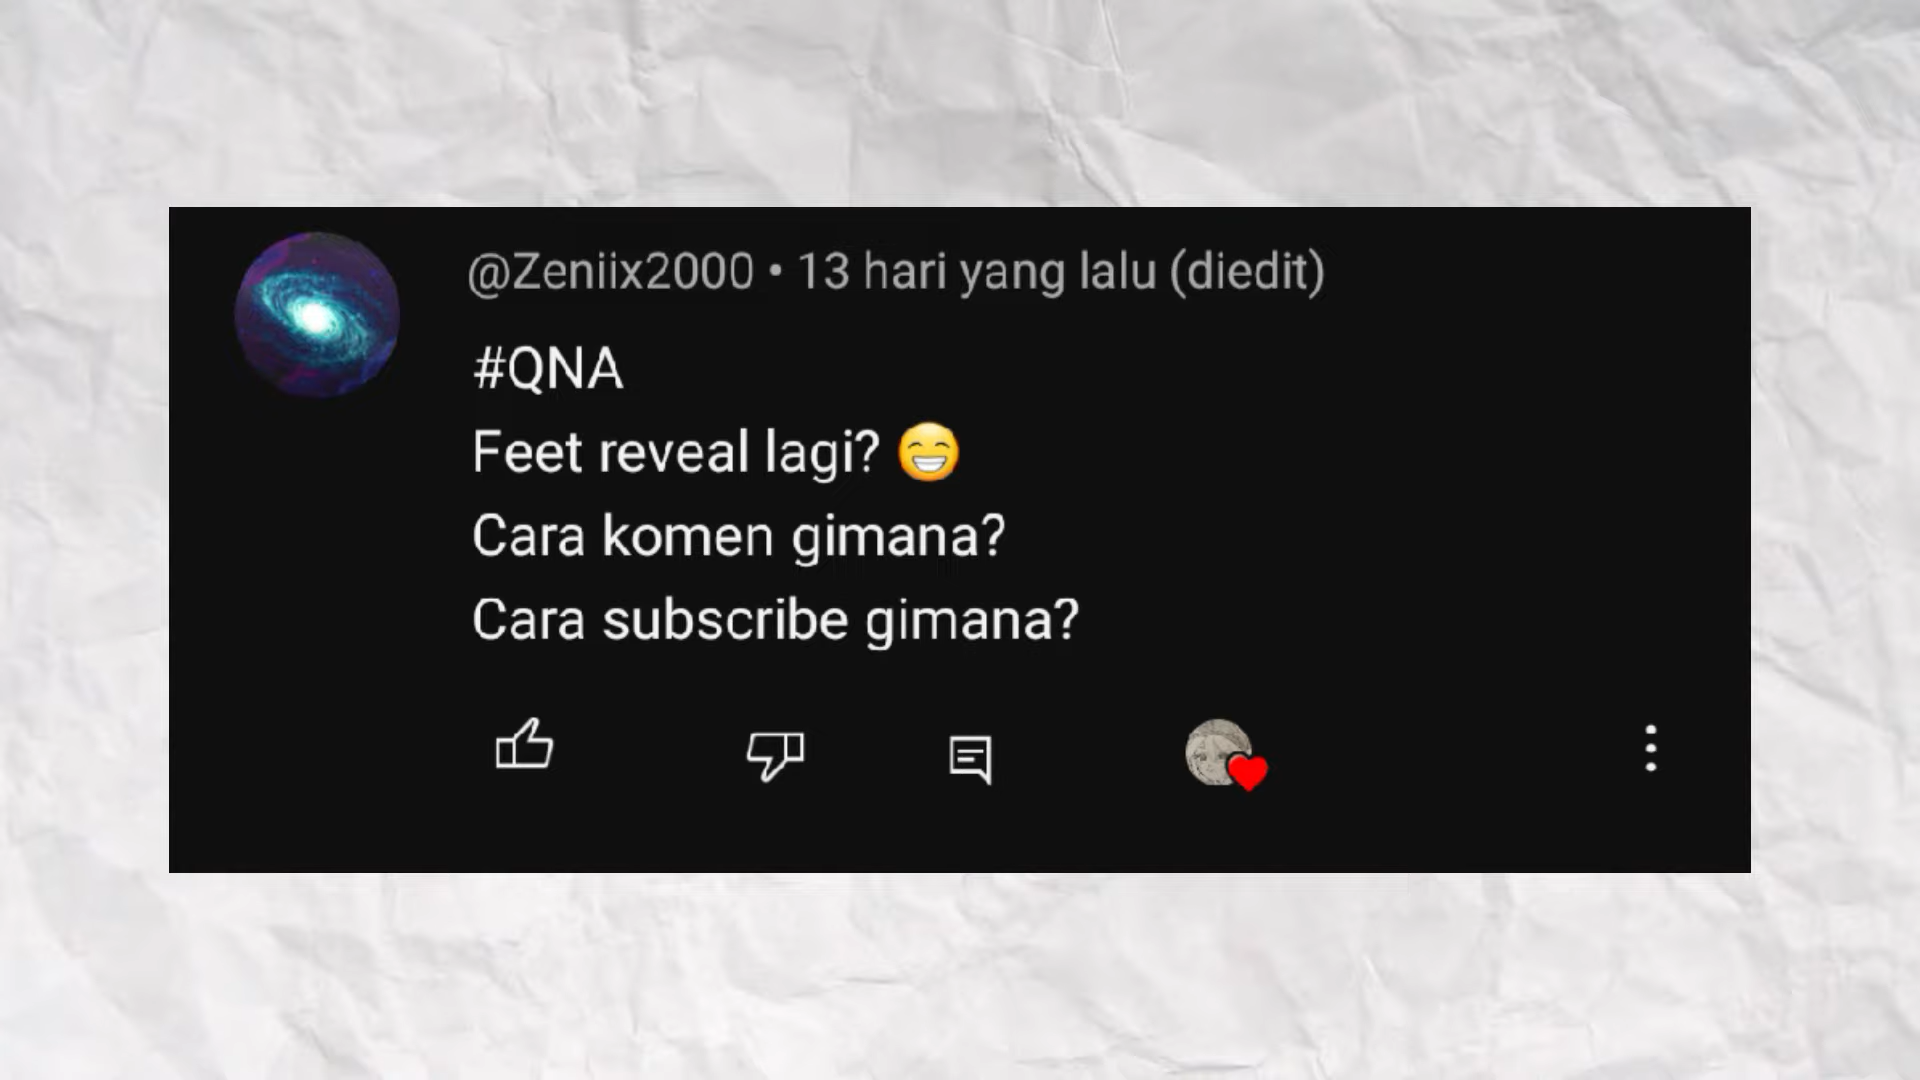 @Zeniix2000 • 13 hari yang lalu (diedit)
#QNA
Feet reveal lagi? 😁
Cara komen gimana?
Cara subscribe gimana?